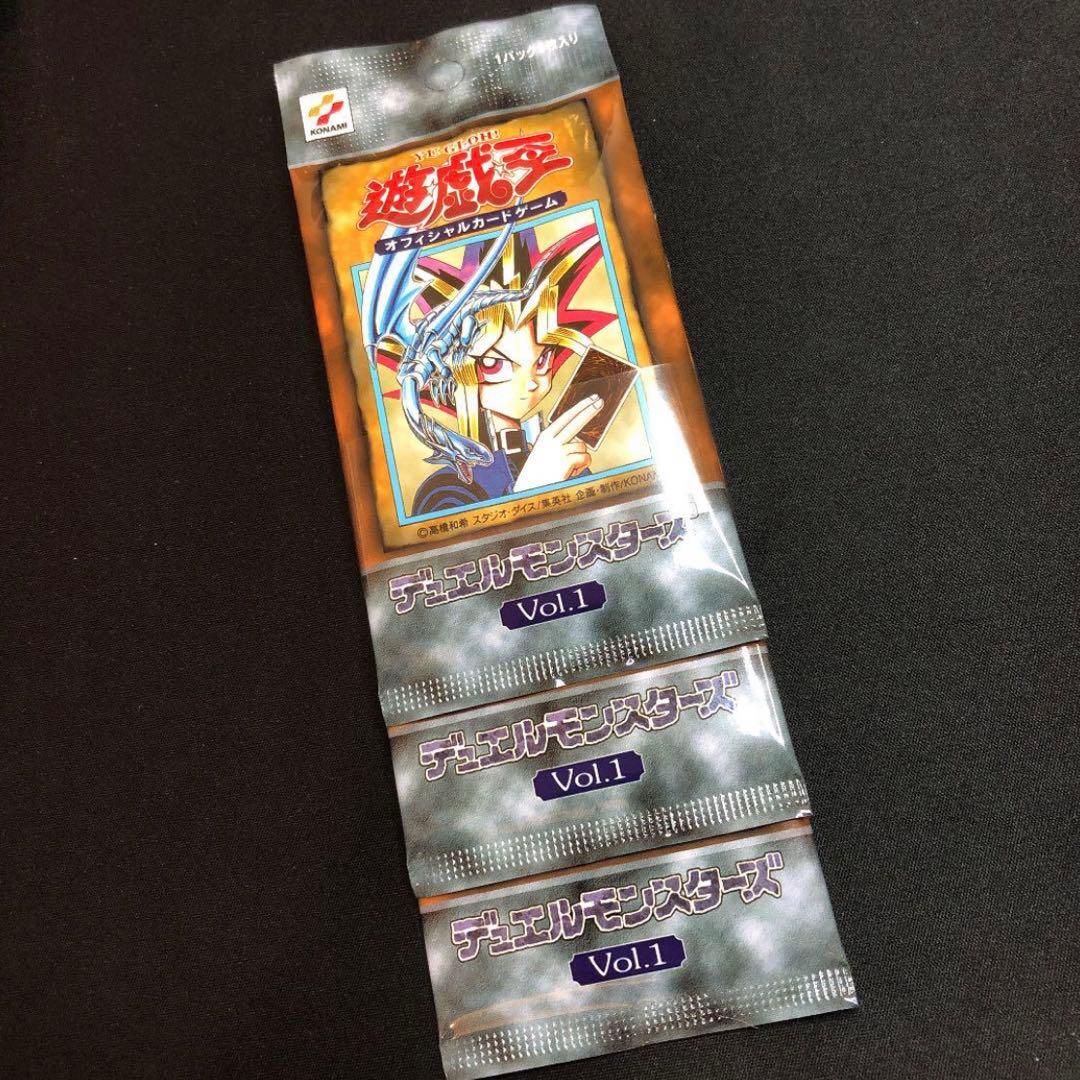 1パック5枚入り
KONAMI
YU-GI-OH!
遊☆戯☆王
オフィシャルカードゲーム
©高橋和希 スタジオ・ダイス/集英社 企画・制作/KONAMI
デュエルモンスターズ
Vol.1
デュエルモンスターズ
Vol.1
デュエルモンスターズ
Vol.1